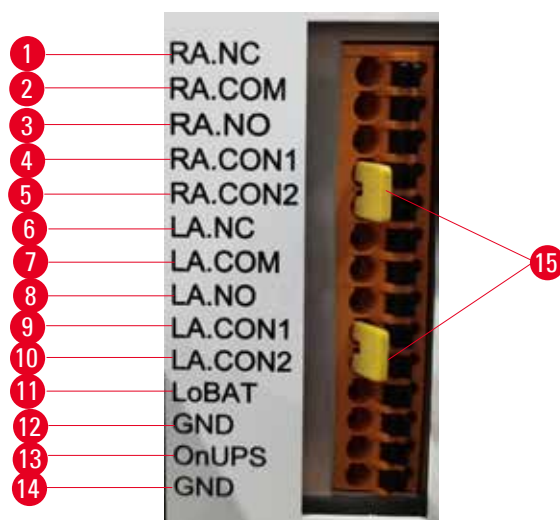 1 RA.NC
2 RA.COM
3 RA.NO
4 RA.CON1
5 RA.CON2
6 LA.NC
7 LA.COM
8 LA.NO
9 LA.CON1
10 LA.CON2
11 LoBAT
12 GND
13 OnUPS
14 GND
15